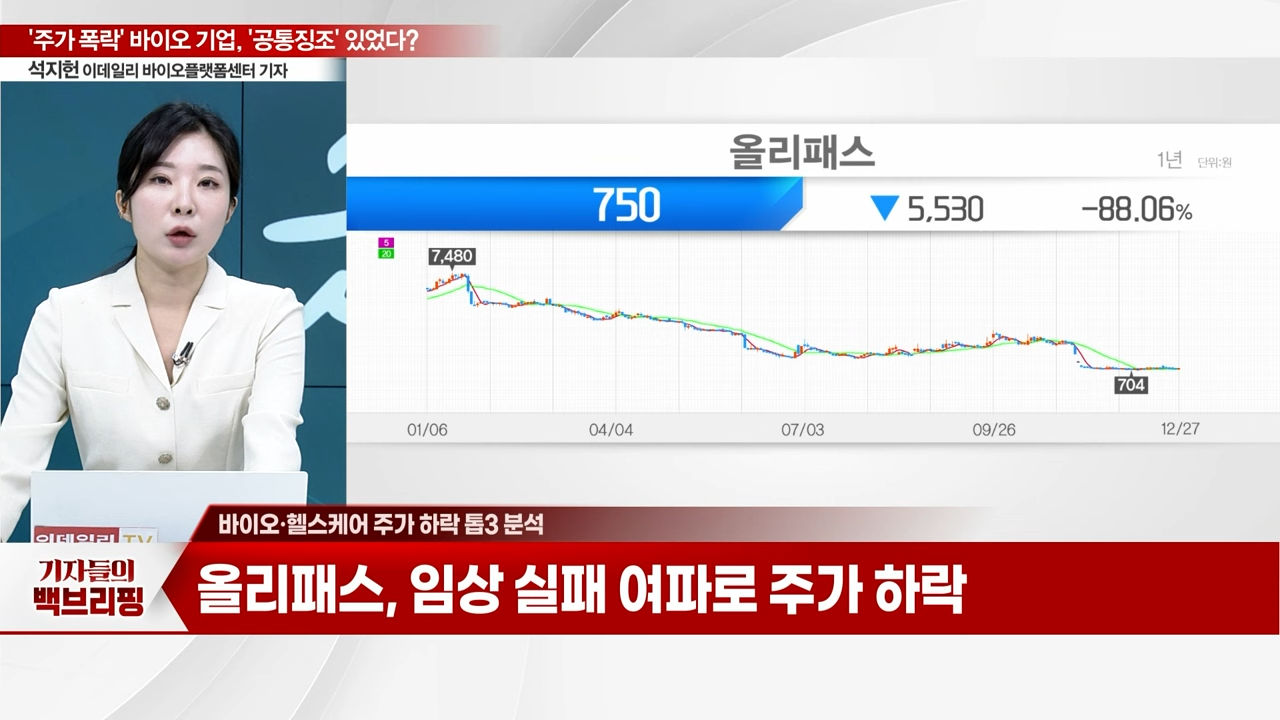 '주가 폭락' 바이오 기업, '공통징조' 있었다?
석지헌 이데일리 바이오플랫폼센터 기자
올리패스
1년 단위:원
750 ▼ 5,530 -88.06%
5
20
7,480
704
01/06 04/04 07/03 09/26 12/27
이데일리 TV
바이오·헬스케어 주가 하락 톱3 분석
기자들의
백브리핑
올리패스, 임상 실패 여파로 주가 하락